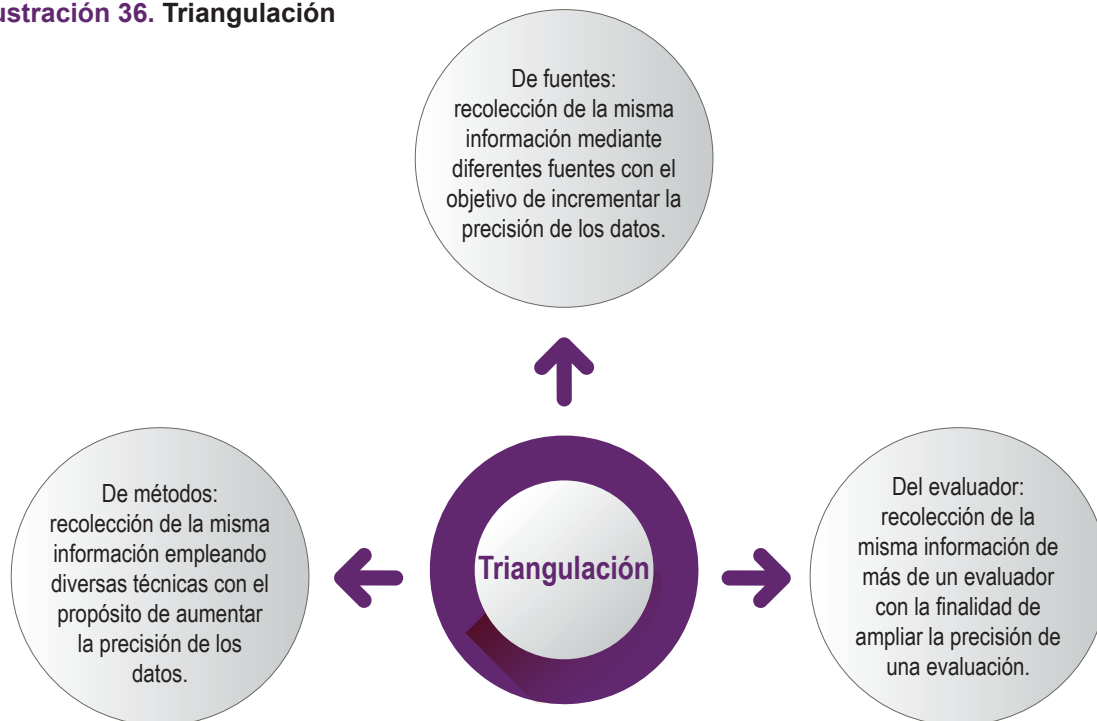 ustración 36. Triangulación
De fuentes:
recolección de la misma
información mediante
diferentes fuentes con el
objetivo de incrementar la
precisión de los datos.
De métodos:
recolección de la misma
información empleando
diversas técnicas con el
propósito de aumentar
la precisión de los
datos.
Triangulación
Del evaluador:
recolección de la
misma información de
más de un evaluador
con la finalidad de
ampliar la precisión de
una evaluación.